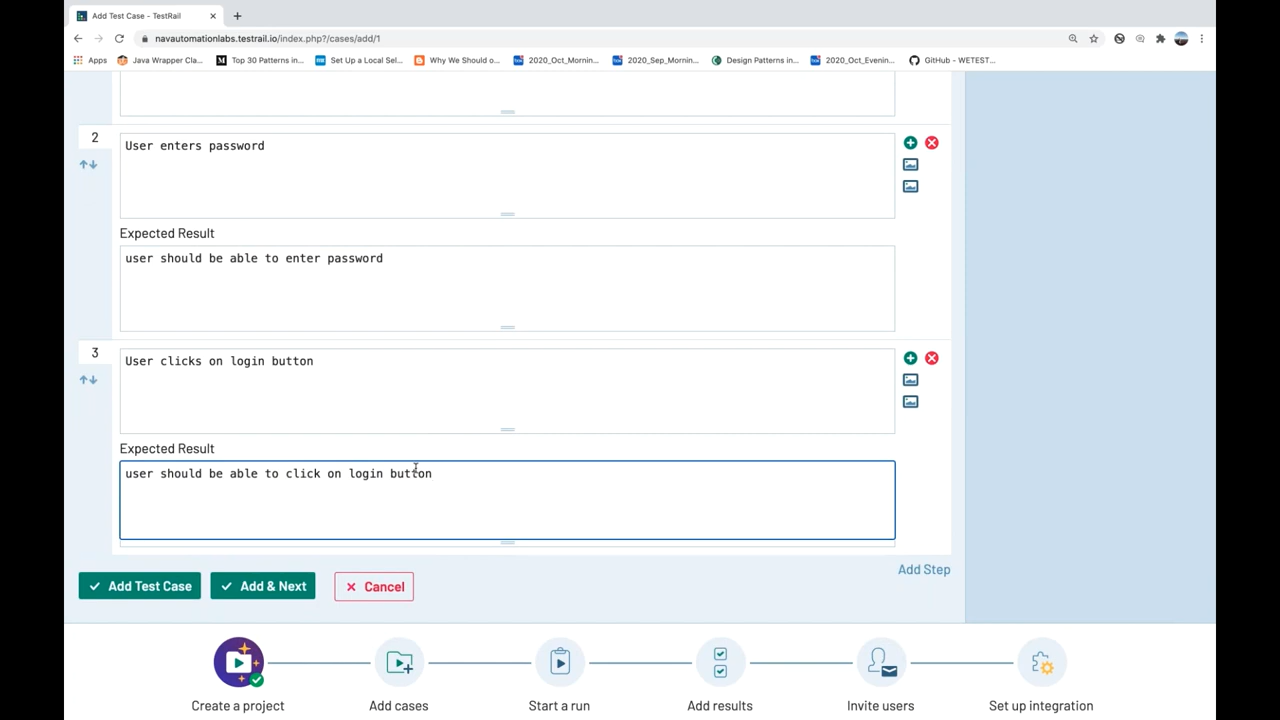 Add Test Case - TestRail
navautomationlabs.testrail.io/index.php?/cases/add/1
Apps Java Wrapper Cla... Top 30 Patterns in... Set Up a Local Sel... Why We Should o... 2020_Oct_Mornin... 2020_Sep_Mornin... Design Patterns in... 2020_Oct_Evenin... GitHub - WETEST...
2
User enters password
Expected Result
user should be able to enter password
3
User clicks on login button
Expected Result
user should be able to click on login button
Add Step
Add Test Case Add & Next Cancel
Create a project Add cases Start a run Add results Invite users Set up integration